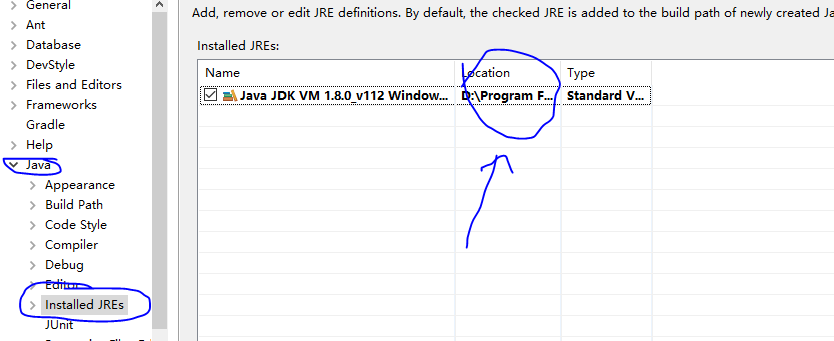 General
Ant
Database
DevStyle
Files and Editors
Frameworks
Gradle
Help
Java
Appearance
Build Path
Code Style
Compiler
Debug
Editor
Installed JREs
JUnit
Add, remove or edit JRE definitions. By default, the checked JRE is added to the build path of newly created Ja
Installed JREs:
Name Location Type
Java JDK VM 1.8.0_v112 Window... D:\Program F... Standard V...